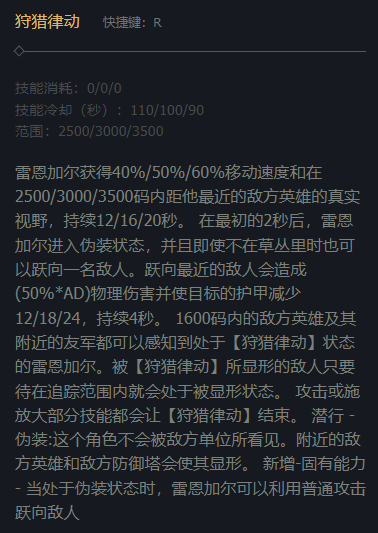 狩猎律动 快捷键：R
技能消耗：0/0/0
技能冷却（秒）：110/100/90
范围：2500/3000/3500
雷恩加尔获得40%/50%/60%移动速度和在
2500/3000/3500码内距他最近的敌方英雄的真实
视野，持续12/16/20秒。 在最初的2秒后，雷恩
加尔进入伪装状态，并且即使不在草丛里时也可
以跃向一名敌人。跃向最近的敌人会造成
(50%*AD)物理伤害并使目标的护甲减少
12/18/24，持续4秒。 1600码内的敌方英雄及其
附近的友军都可以感知到处于【狩猎律动】状态
的雷恩加尔。被【狩猎律动】所显形的敌人只要
待在追踪范围内就会处于被显形状态。 攻击或施
放大部分技能都会让【狩猎律动】结束。 潜行 -
伪装:这个角色不会被敌方单位所看见。附近的敌
方英雄和敌方防御塔会使其显形。 新增-固有能力
- 当处于伪装状态时，雷恩加尔可以利用普通攻击
跃向敌人